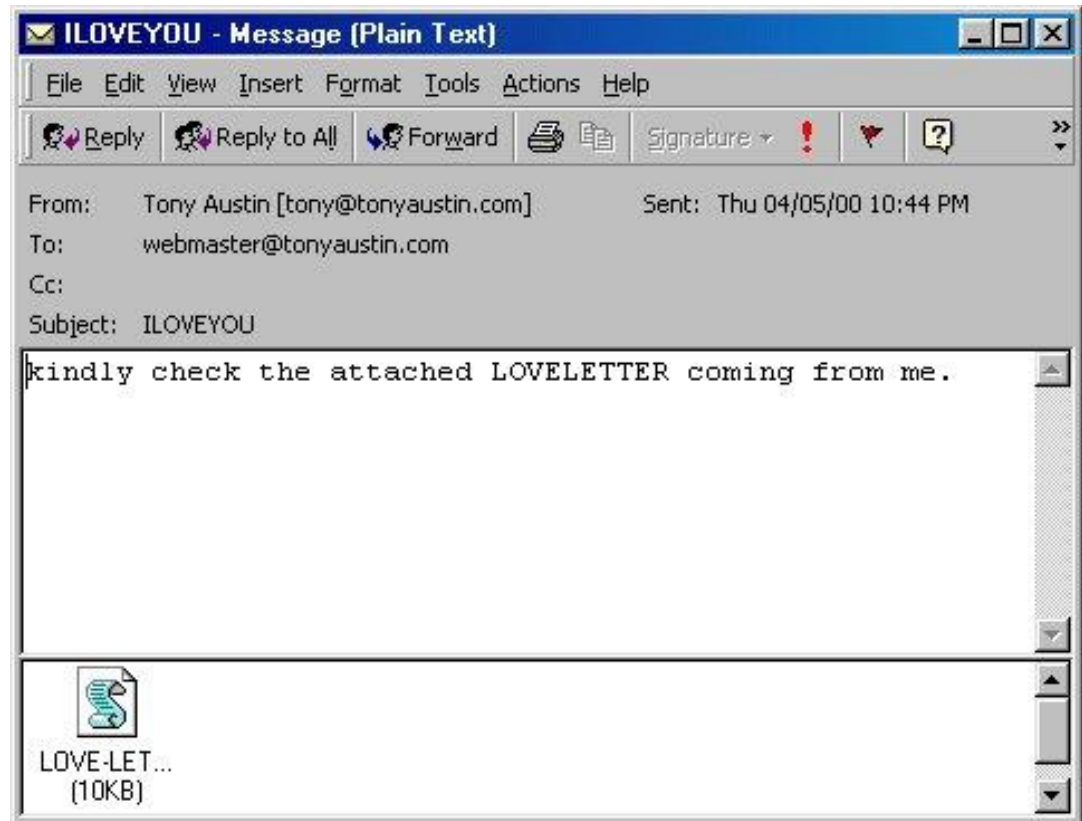 ILOVEYOU - Message (Plain Text)
File Edit View Insert Format Tools Actions Help
Reply Reply to All Forward Signature
From: Tony Austin [tony@tonyaustin.com] Sent: Thu 04/05/00 10:44 PM
To: webmaster@tonyaustin.com
Cc:
Subject: ILOVEYOU
kindly check the attached LOVELETTER coming from me.
LOVE-LET...
(10KB)